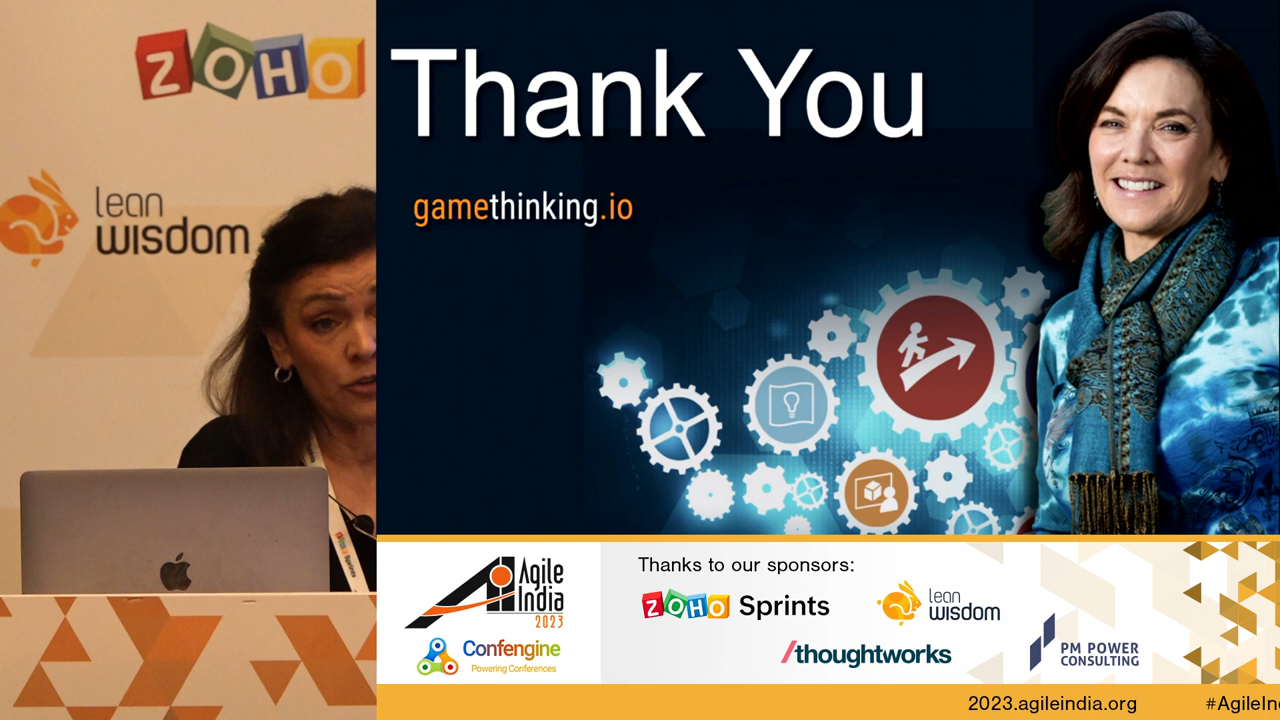 ZOHO
lean
wisdom
Thank You
gamethinking.io
Agile
India
2023
Confengine
Powering Conferences
Thanks to our sponsors:
ZOHO Sprints
lean
wisdom
/thoughtworks
PM POWER
CONSULTING
2023.agileindia.org
#AgileIn